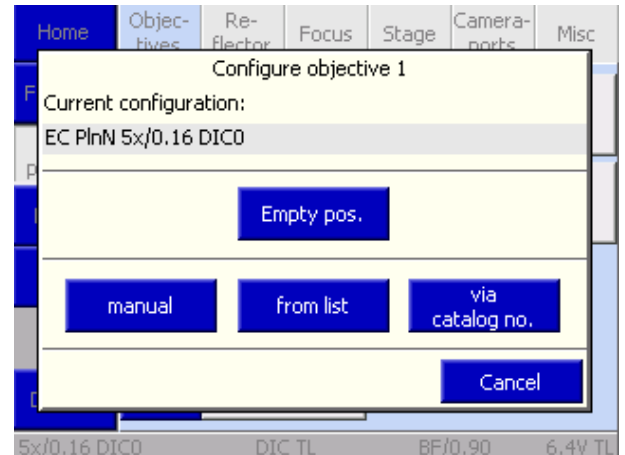 Home
Objec-
tives
Re-
flector
Focus
Stage
Camera-
ports
Misc
Configure objective 1
Current configuration:
EC PlnN 5x/0.16 DIC0
Empty pos.
manual
from list
via
catalog no.
Cancel
5x/0.16 DIC0 DIC TL BF/0.90 6.4V TL